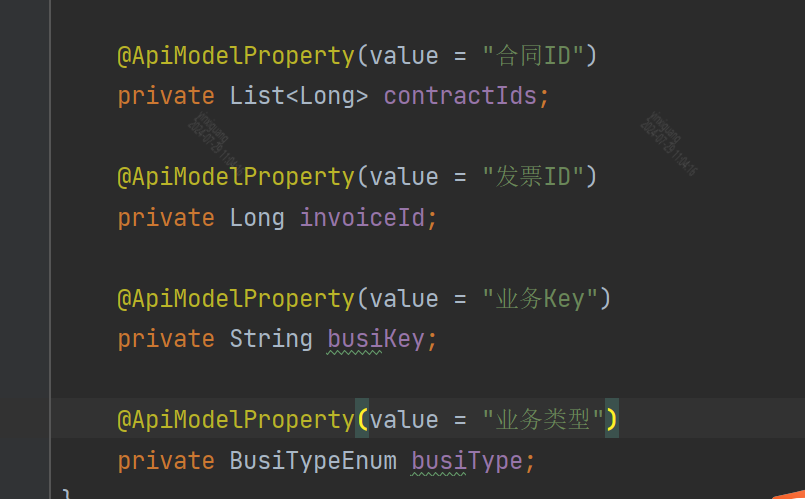 @ApiModelProperty(value = "合同ID")
private List<Long> contractIds;
@ApiModelProperty(value = "发票ID")
private Long invoiceId;
@ApiModelProperty(value = "业务Key")
private String busiKey;
@ApiModelProperty(value = "业务类型")
private BusiTypeEnum busiType;
}